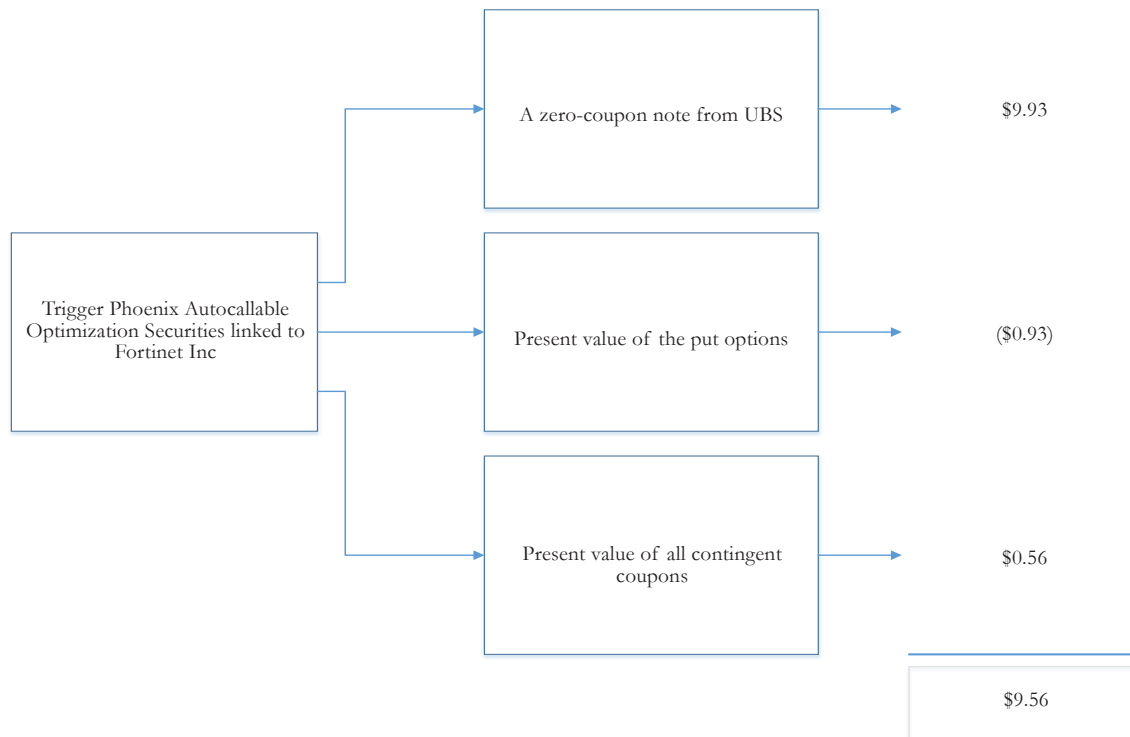 A zero-coupon note from UBS
$9.93
Trigger Phoenix Autocallable
Optimization Securities linked to
Fortinet Inc
Present value of the put options
($0.93)
Present value of all contingent
coupons
$0.56
$9.56